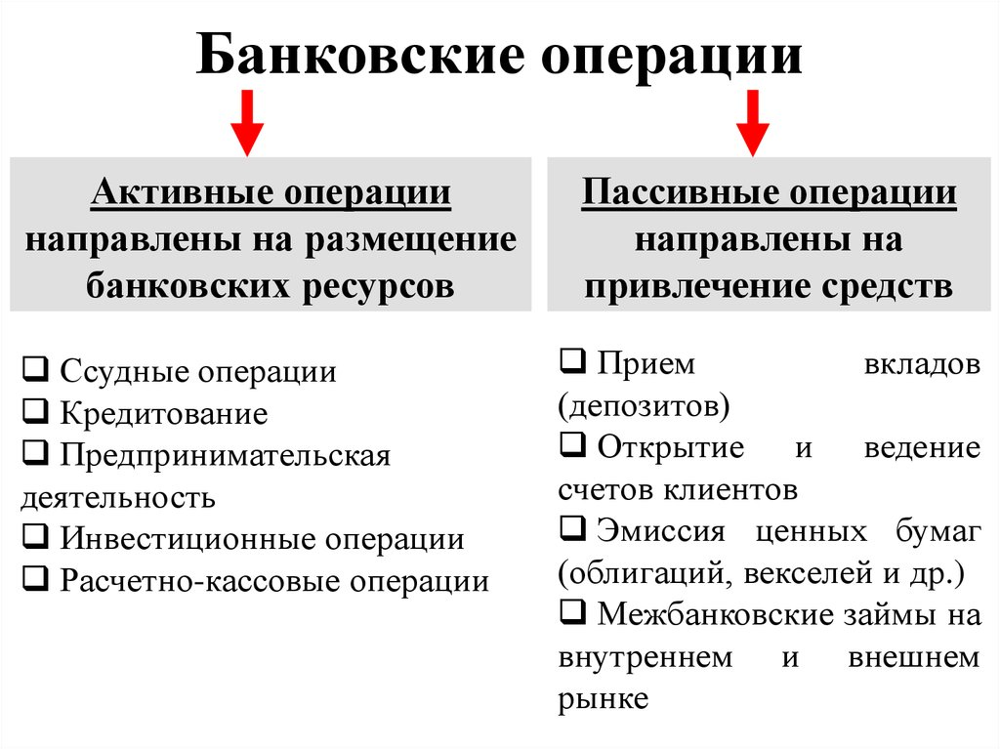 Банковские операции
Активные операции
направлены на размещение
банковских ресурсов
Пассивные операции
направлены на
привлечение средств
❑ Ссудные операции
❑ Кредитование
❑ Предпринимательская
деятельность
❑ Инвестиционные операции
❑ Расчетно-кассовые операции
❑ Прием вкладов
(депозитов)
❑ Открытие и ведение
счетов клиентов
❑ Эмиссия ценных бумаг
(облигаций, векселей и др.)
❑ Межбанковские займы на
внутреннем и внешнем
рынке